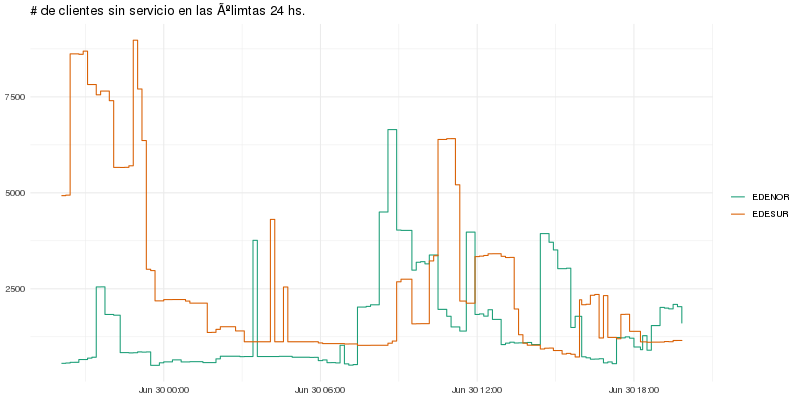 # de clientes sin servicio en las Ãºlimtas 24 hs.
7500
5000
2500
Jun 30 00:00
Jun 30 06:00
Jun 30 12:00
Jun 30 18:00
EDENOR
EDESUR